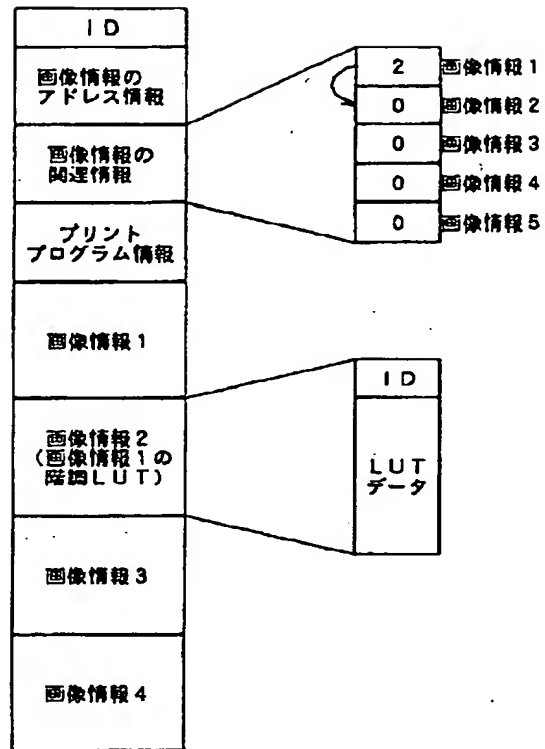 ID
画像情報の
アドレス情報
画像情報の
関連情報
プリント
プログラム情報
画像情報1
画像情報2
(画像情報1の
階調LUT)
画像情報3
画像情報4
2 画像情報1
0 画像情報2
0 画像情報3
0 画像情報4
0 画像情報5
ID
LUT
データ